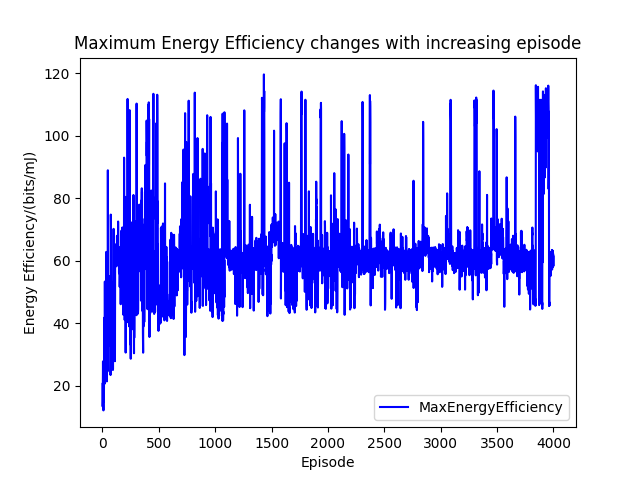 Maximum Energy Efficiency changes with increasing episode
Energy Efficiency/(bits/mJ)
120
100
80
60
40
20
0 500 1000 1500 2000 2500 3000 3500 4000
Episode
MaxEnergyEfficiency